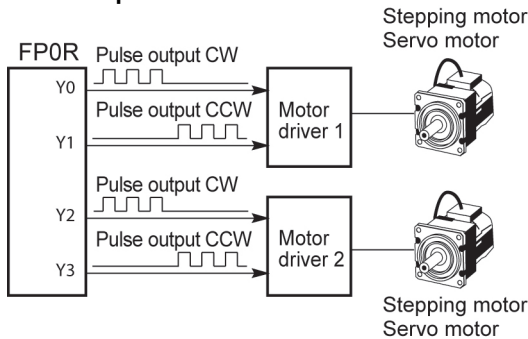 Stepping motor
Servo motor
FP0R
Pulse output CW
Y0
Pulse output CCW
Y1
Motor
driver 1
Pulse output CW
Y2
Pulse output CCW
Y3
Motor
driver 2
Stepping motor
Servo motor